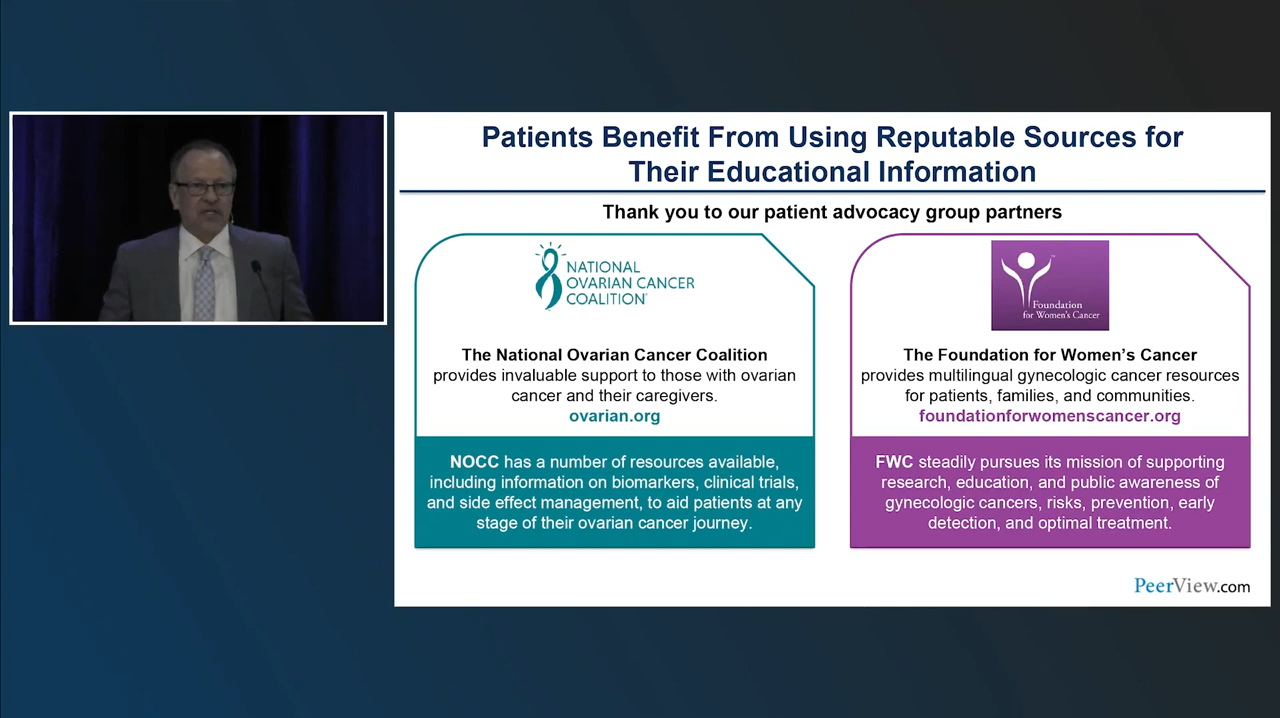 Patients Benefit From Using Reputable Sources for
Their Educational Information
Thank you to our patient advocacy group partners
NATIONAL
OVARIAN CANCER
COALITION
The National Ovarian Cancer Coalition
provides invaluable support to those with ovarian
cancer and their caregivers.
ovarian.org
NOCC has a number of resources available,
including information on biomarkers, clinical trials,
and side effect management, to aid patients at any
stage of their ovarian cancer journey.
Foundation
for Women's Cancer
The Foundation for Women's Cancer
provides multilingual gynecologic cancer resources
for patients, families, and communities.
foundationforwomenscancer.org
FWC steadily pursues its mission of supporting
research, education, and public awareness of
gynecologic cancers, risks, prevention, early
detection, and optimal treatment.
PeerView.com